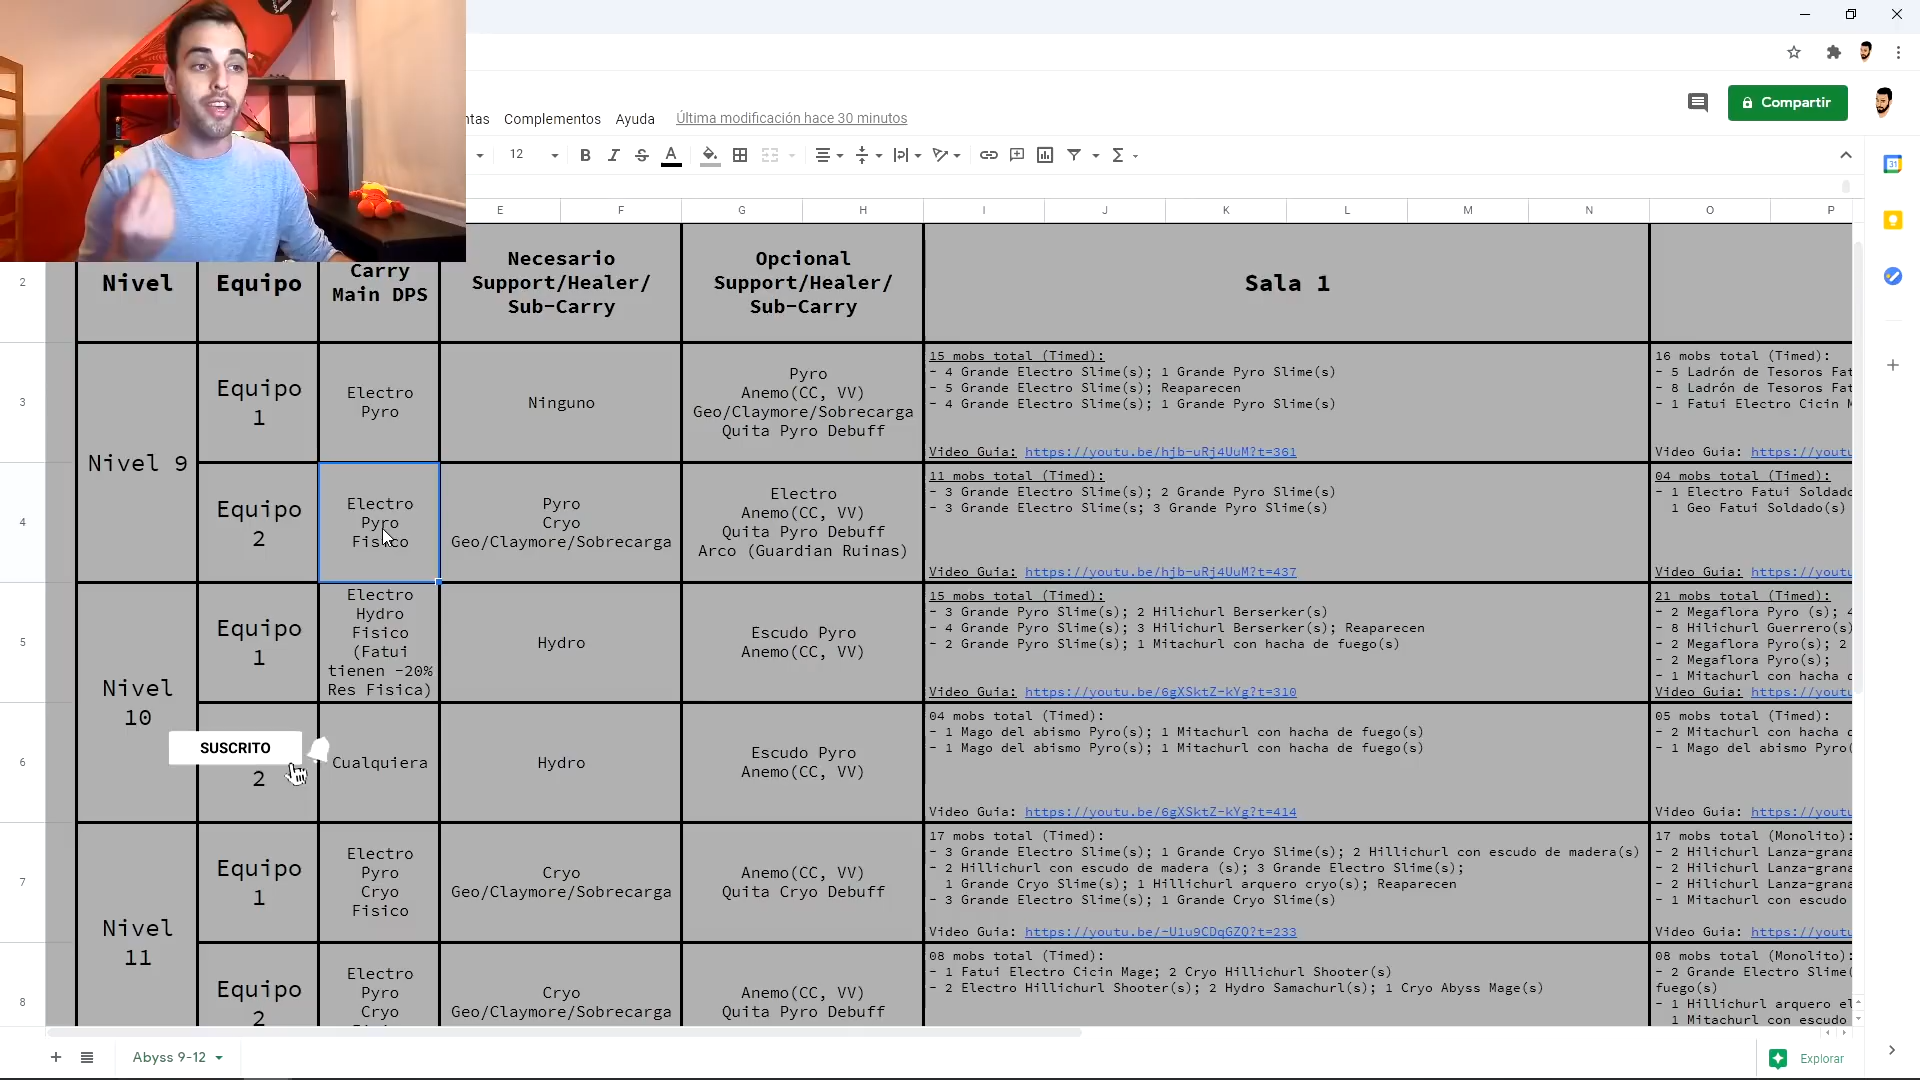 ntas Complementos Ayuda Última modificación hace 30 minutos
Compartir
12
B I S A
31
E F G H I J K L M N O P
2
Nivel
Equipo
Carry
Main DPS
Necesario
Support/Healer/
Sub-Carry
Opcional
Support/Healer/
Sub-Carry
Sala 1
3
Nivel 9
Equipo
1
Electro
Pyro
Ninguno
Pyro
Anemo(CC, VV)
Geo/Claymore/Sobrecarga
Quita Pyro Debuff
15 mobs total (Timed):
- 4 Grande Electro Slime(s); 1 Grande Pyro Slime(s)
- 5 Grande Electro Slime(s); Reaparecen
- 4 Grande Electro Slime(s); 1 Grande Pyro Slime(s)
Video Guia: https://youtu.be/hjb-uRj4UuM?t=361
16 mobs total (Timed):
- 5 Ladrón de Tesoros Fat
- 8 Ladrón de Tesoros Fat
- 1 Fatui Electro Cicin M
Video Guia: https://yout
4
Equipo
2
Electro
Pyro
Fisico
Pyro
Cryo
Geo/Claymore/Sobrecarga
Electro
Anemo(CC, VV)
Quita Pyro Debuff
Arco (Guardian Ruinas)
11 mobs total (Timed):
- 3 Grande Electro Slime(s); 2 Grande Pyro Slime(s)
- 3 Grande Electro Slime(s; 3 Grande Pyro Slime(s)
Video Guia: https://youtu.be/hjb-uRj4UuM?t=437
04 mobs total (Timed):
- 1 Electro Fatui Soldado
1 Geo Fatui Soldado(s)
Video Guia: https://yout
5
Nivel
10
Equipo
1
Electro
Hydro
Fisico
(Fatui
tienen -20%
Res Fisica)
Hydro
Escudo Pyro
Anemo(CC, VV)
15 mobs total (Timed):
- 3 Grande Pyro Slime(s); 2 Hilichurl Berserker(s)
- 4 Grande Pyro Slime(s); 3 Hilichurl Berserker(s); Reaparecen
- 2 Grande Pyro Slime(s); 1 Mitachurl con hacha de fuego(s)
Video Guia: https://youtu.be/6gXSktZ-kYg?t=310
21 mobs total (Timed):
- 2 Megaflora Pyro (s); 4
- 8 Hilichurl Guerrero(s)
- 2 Megaflora Pyro(s); 2
- 2 Megaflora Pyro(s);
- 1 Mitachurl con hacha d
Video Guia: https://yout
6
SUSCRITO
2
Cualquiera
Hydro
Escudo Pyro
Anemo(CC, VV)
04 mobs total (Timed):
- 1 Mago del abismo Pyro(s); 1 Mitachurl con hacha de fuego(s)
- 1 Mago del abismo Pyro(s); 1 Mitachurl con hacha de fuego(s)
Video Guia: https://youtu.be/6gXSktZ-kYg?t=414
05 mobs total (Timed):
- 2 Mitachurl con hacha d
- 1 Mago del abismo Pyro(
Video Guia: https://yout
7
Nivel
11
Equipo
1
Electro
Pyro
Cryo
Fisico
Cryo
Geo/Claymore/Sobrecarga
Anemo(CC, VV)
Quita Cryo Debuff
17 mobs total (Timed):
- 3 Grande Electro Slime(s); 1 Grande Cryo Slime(s); 2 Hillichurl con escudo de madera(s)
- 2 Hillichurl con escudo de madera (s); 3 Grande Electro Slime(s);
1 Grande Cryo Slime(s); 1 Hillichurl arquero cryo(s); Reaparecen
- 3 Grande Electro Slime(s); 1 Grande Cryo Slime(s)
Video Guia: https://youtu.be/-U1u9CDqGZQ?t=233
17 mobs total (Monolito):
- 2 Hilichurl Lanza-grana
- 2 Hilichurl Lanza-grana
- 2 Hilichurl Lanza-grana
- 1 Mitachurl con escudo
Video Guia: https://yout
8
Equipo
2
Electro
Pyro
Cryo
Cryo
Geo/Claymore/Sobrecarga
Anemo(CC, VV)
Quita Pyro Debuff
08 mobs total (Timed):
- 1 Fatui Electro Cicin Mage; 2 Cryo Hillichurl Shooter(s)
- 2 Electro Hillichurl Shooter(s); 2 Hydro Samachurl(s); 1 Cryo Abyss Mage(s)
08 mobs total (Monolito):
- 2 Grande Electro Slime(
fuego(s)
- 1 Hillichurl arquero el
1 Mitachurl con escudo
Abyss 9-12
Explorar